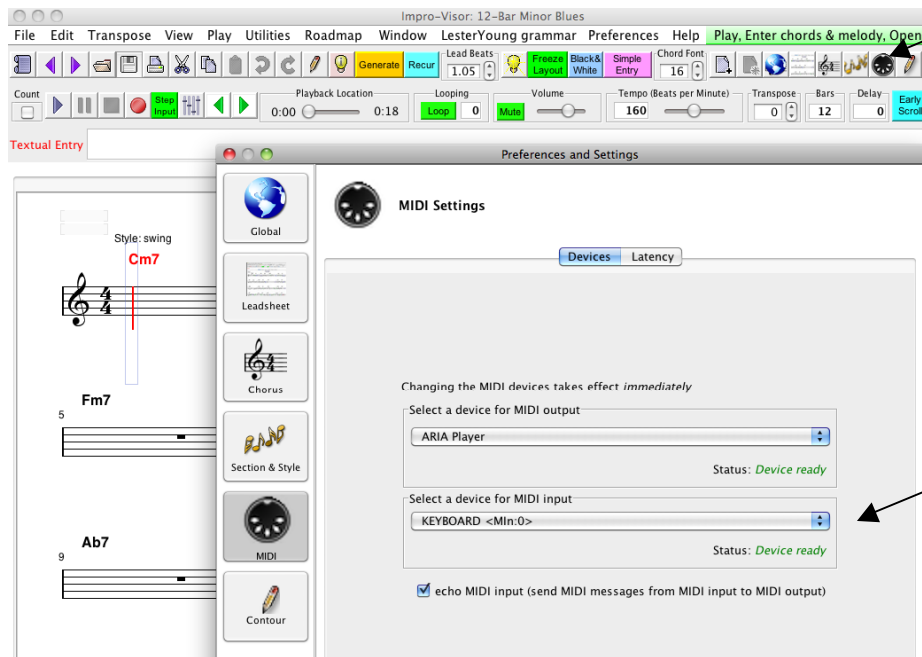 Impro-Visor: 12-Bar Minor Blues
File Edit Transpose View Play Utilities Roadmap Window LesterYoung grammar Preferences Help Play, Enter chords & melody, Open
Generate Recur Lead Beats 1.05 Freeze Layout Black& White Simple Entry Chord Font 16
Count Step Input Playback Location 0:00 0:18 Looping Loop 0 Volume Mute Tempo (Beats per Minute) 160 Transpose 0 Bars 12 Delay 0 Early Scroll
Textual Entry
Preferences and Settings
Global
MIDI Settings
Devices Latency
Style: swing
Cm7
4
4
Leadsheet
Chorus
Changing the MIDI devices takes effect immediately
Fm7
5
Select a device for MIDI output
ARIA Player
Status: Device ready
Section & Style
Select a device for MIDI input
KEYBOARD <MIn:0>
Status: Device ready
Ab7
9
MIDI
echo MIDI input (send MIDI messages from MIDI input to MIDI output)
Contour